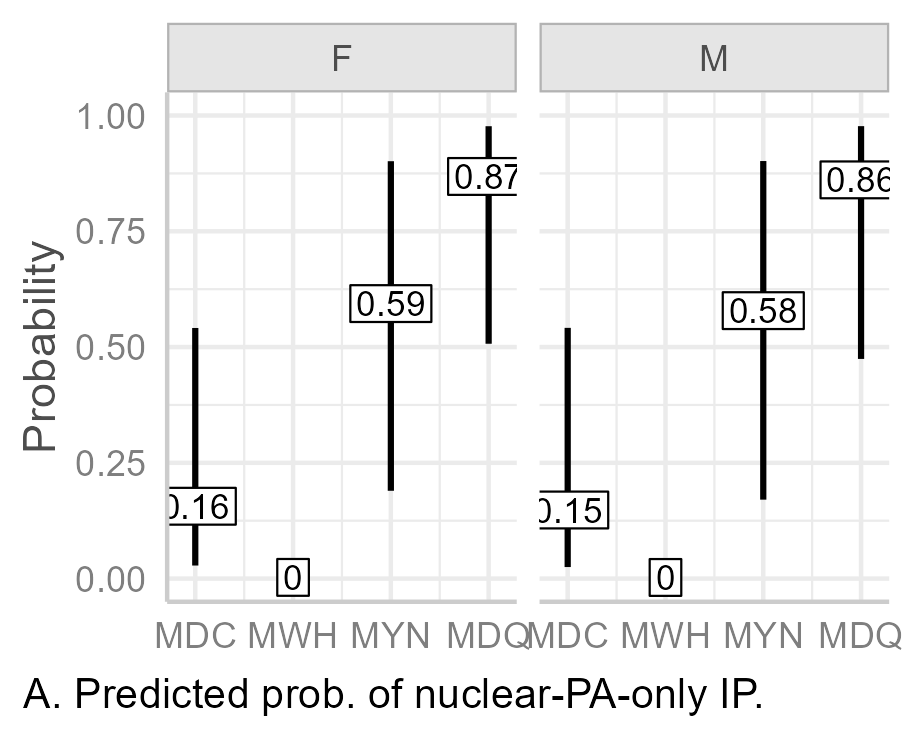 F M
1.00
0.87 0.86
0.75
0.59 0.58
Probability
0.50
0.25
0.16 0.15
0.00
0 0
MDC MWH MYN MDQ MDC MWH MYN MDQ
A. Predicted prob. of nuclear-PA-only IP.